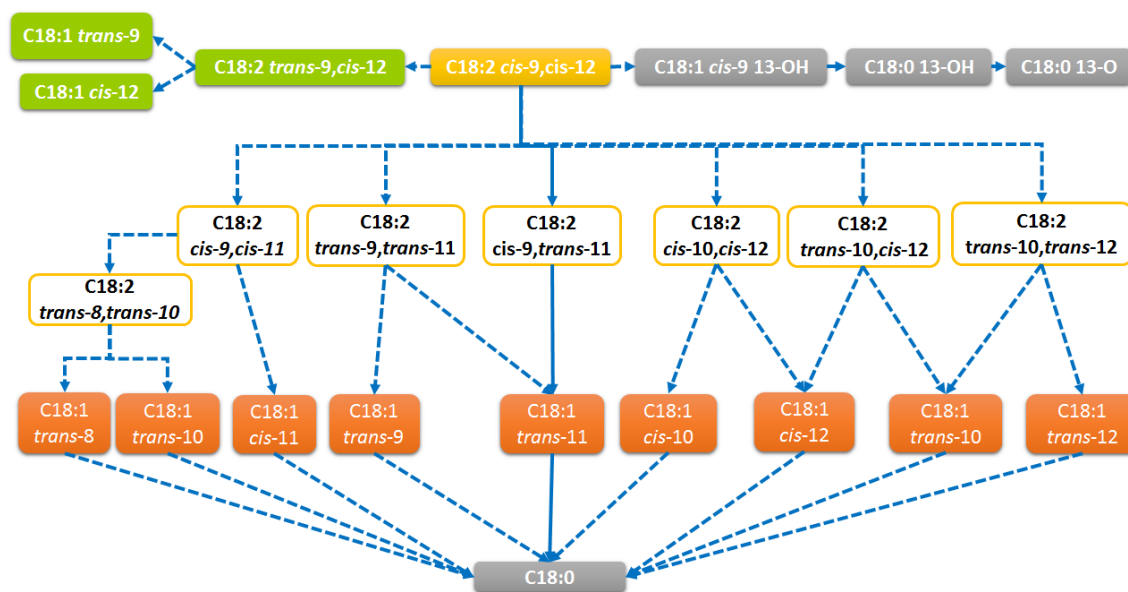 C18:1 trans-9
C18:2 trans-9,cis-12
C18:2 cis-9,cis-12
C18:1 cis-9 13-OH
C18:0 13-OH
C18:0 13-O
C18:1 cis-12
C18:2
cis-9,cis-11
C18:2
trans-9,trans-11
C18:2
cis-9,trans-11
C18:2
cis-10,cis-12
C18:2
trans-10,cis-12
C18:2
trans-10,trans-12
C18:2
trans-8,trans-10
C18:1
trans-8
C18:1
trans-10
C18:1
cis-11
C18:1
trans-9
C18:1
trans-11
C18:1
cis-10
C18:1
cis-12
C18:1
trans-10
C18:1
trans-12
C18:0